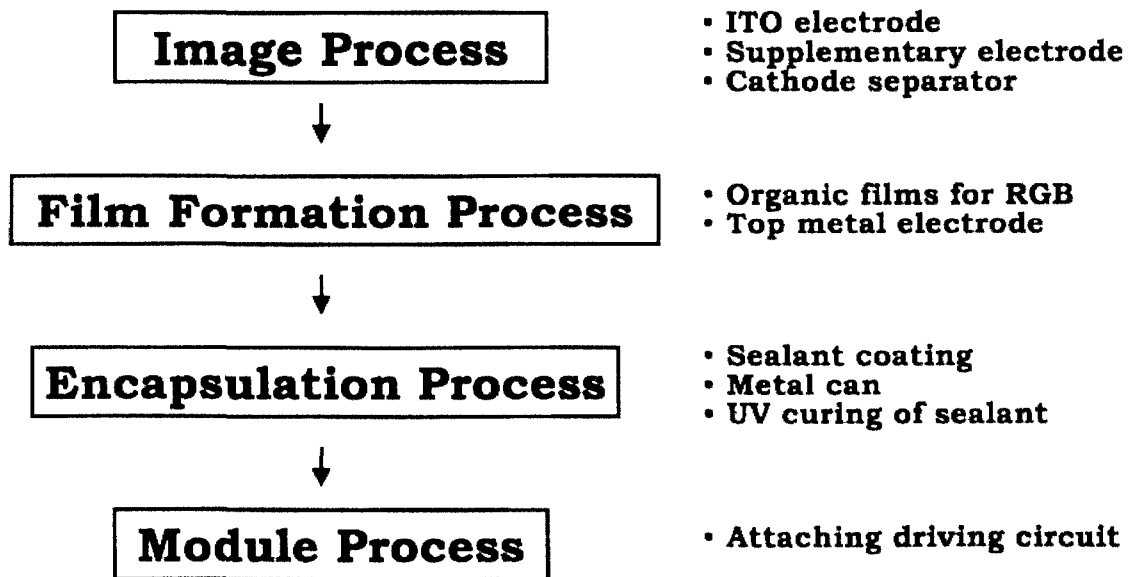 Image Process
• ITO electrode
• Supplementary electrode
• Cathode separator
Film Formation Process
• Organic films for RGB
• Top metal electrode
Encapsulation Process
• Sealant coating
• Metal can
• UV curing of sealant
Module Process
• Attaching driving circuit